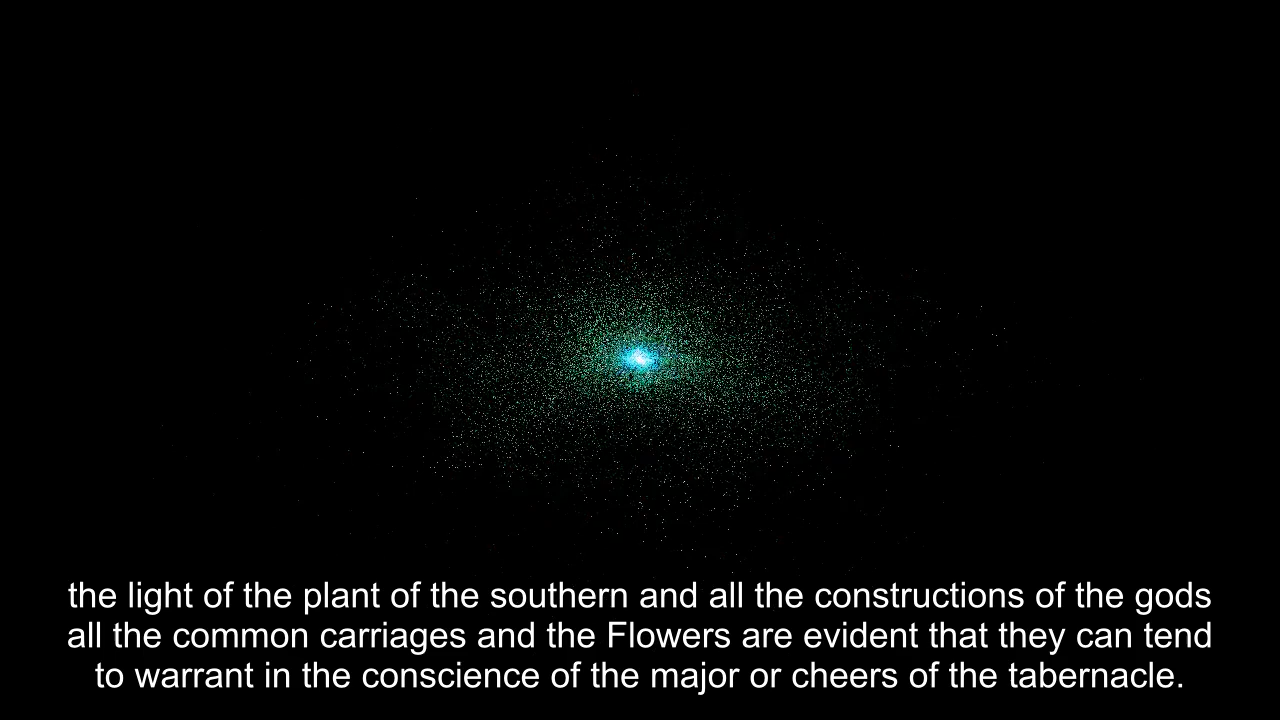 the light of the plant of the southern and all the constructions of the gods
all the common carriages and the Flowers are evident that they can tend
to warrant in the conscience of the major or cheers of the tabernacle.